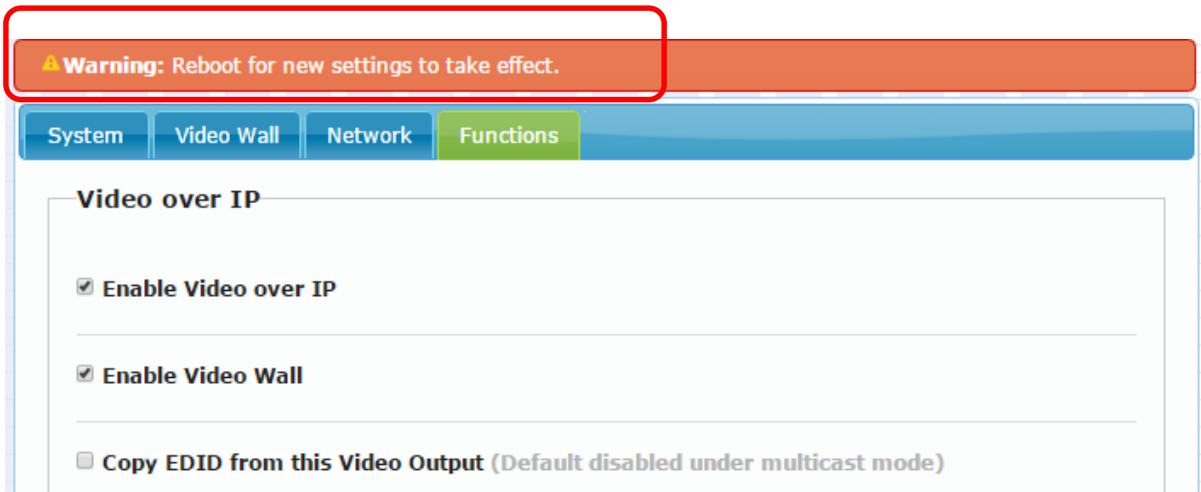 Warning: Reboot for new settings to take effect.
System Video Wall Network Functions
Video over IP
Enable Video over IP
Enable Video Wall
Copy EDID from this Video Output (Default disabled under multicast mode)